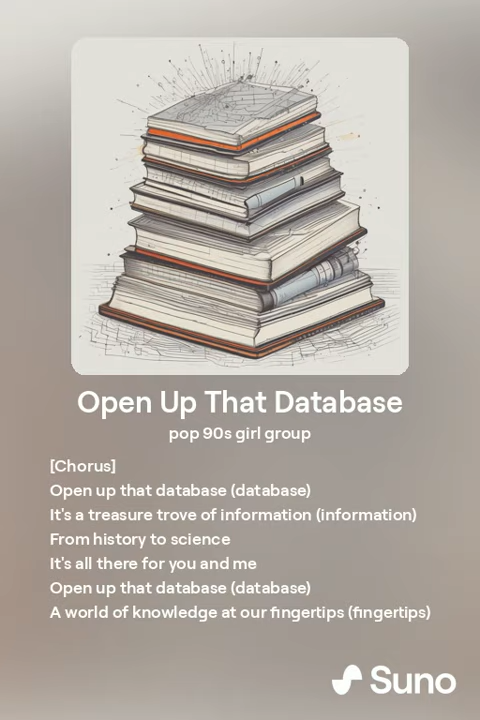 Open Up That Database
pop 90s girl group
[Chorus]
Open up that database (database)
It's a treasure trove of information (information)
From history to science
It's all there for you and me
Open up that database (database)
A world of knowledge at our fingertips (fingertips)
Suno